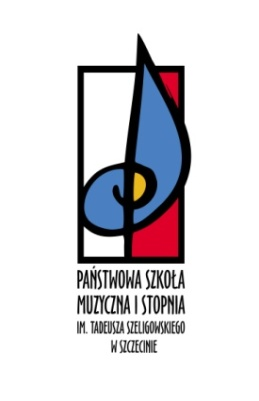 PAŃSTWOWA SZKOŁA
MUZYCZNA I STOPNIA
IM. TADEUSZA SZELIGOWSKIEGO
W SZCZECINIE